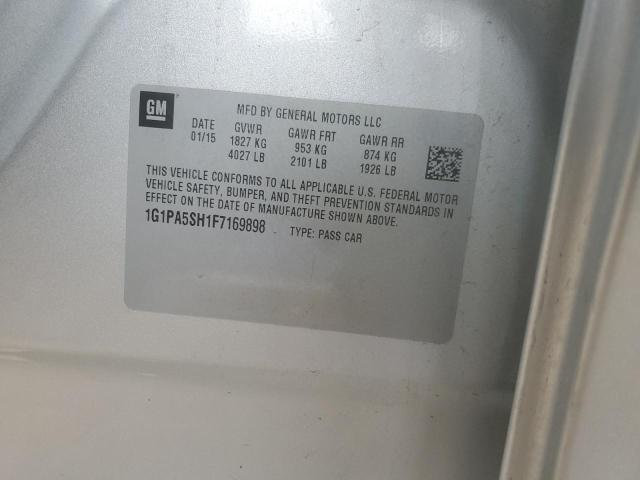 GM
MFD BY GENERAL MOTORS LLC
DATE GVWR GAWR FRT GAWR RR
01/15 1827 KG 953 KG 874 KG
4027 LB 2101 LB 1926 LB
THIS VEHICLE CONFORMS TO ALL APPLICABLE U.S. FEDERAL MOTOR
VEHICLE SAFETY, BUMPER, AND THEFT PREVENTION STANDARDS IN
EFFECT ON THE DATE OF MANUFACTURE SHOWN ABOVE.
1G1PA5SH1F7169898 TYPE: PASS CAR